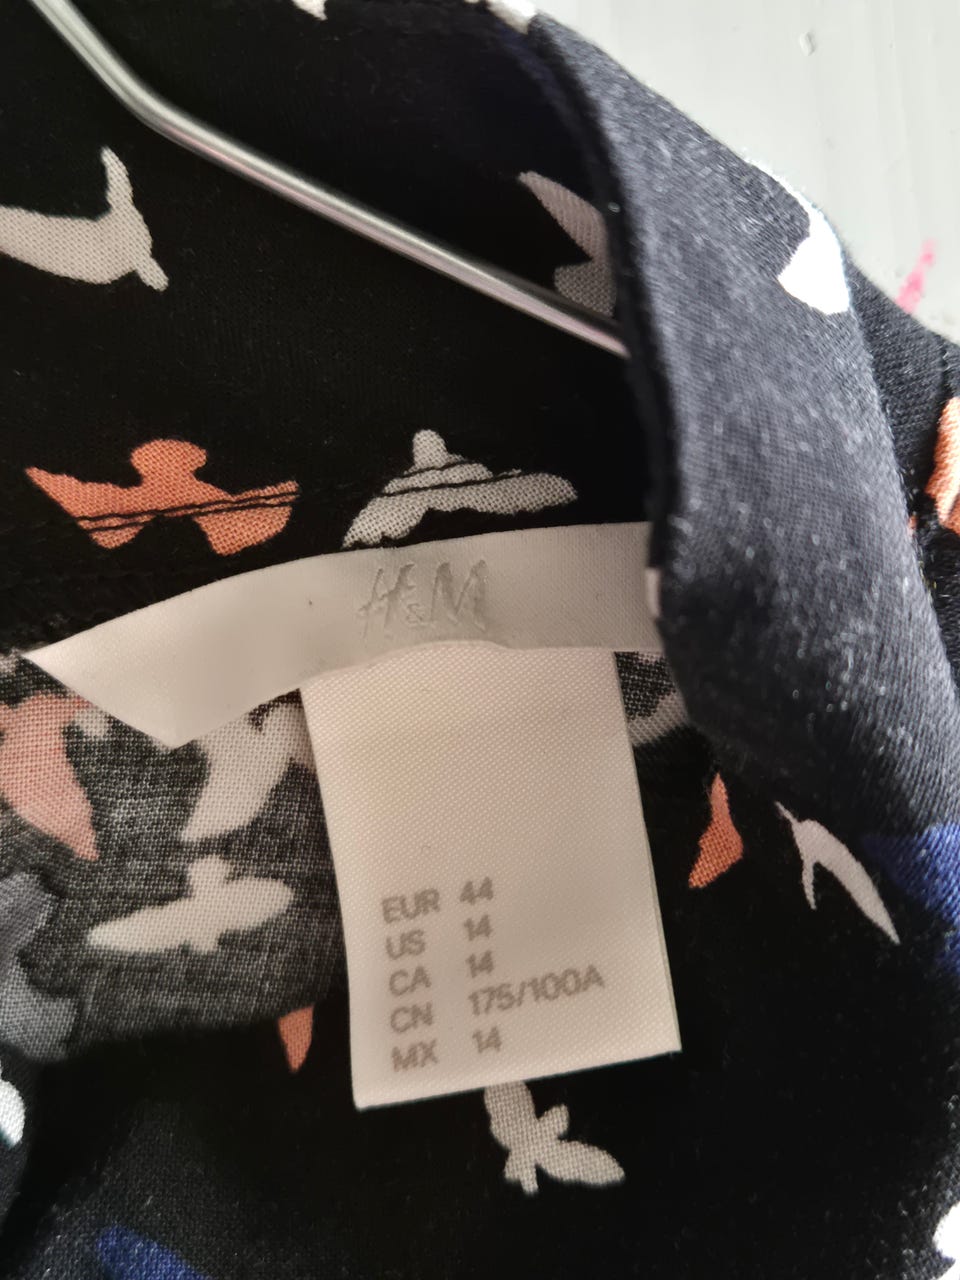 H&M
EUR 44
US 14
CA 14
CN 175/100A
MX 14